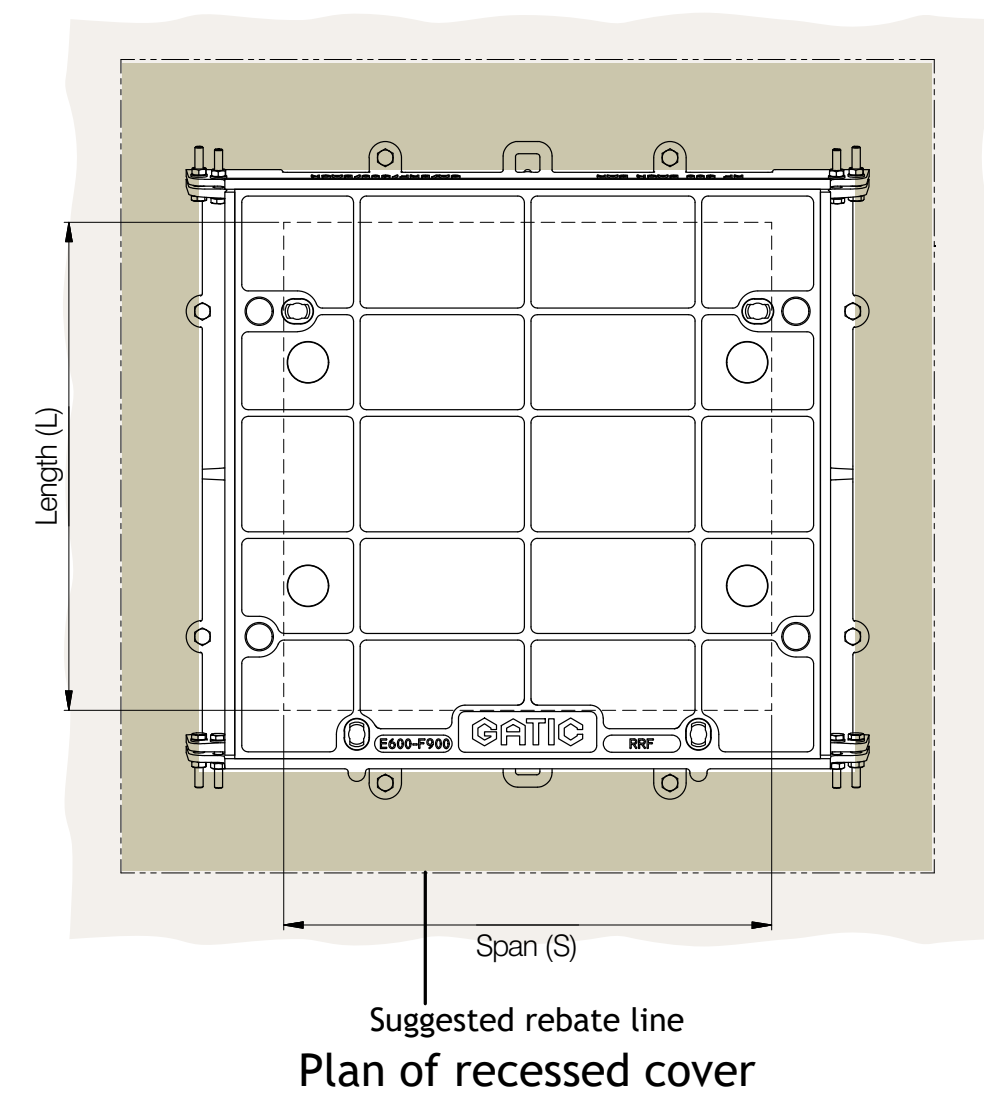 Length (L)
E600-F900
GATIC
RRF
Span (S)
Suggested rebate line
Plan of recessed cover